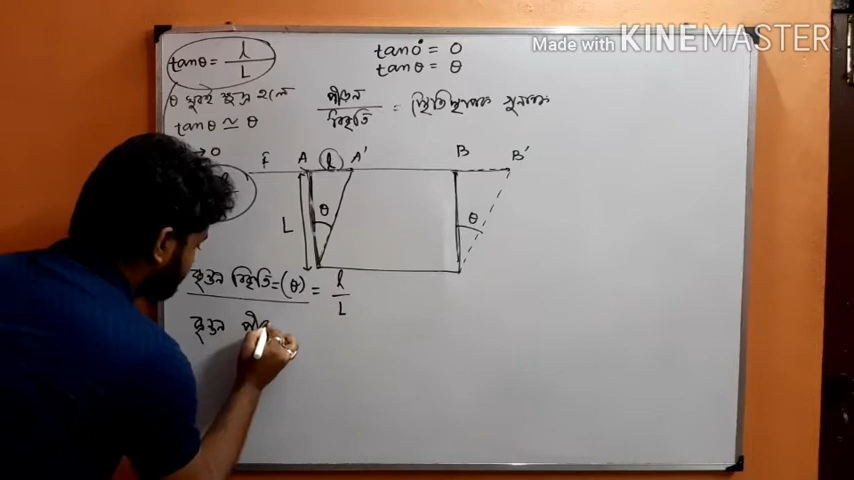 tanθ = l/L
tan0° = 0
tanθ = θ
Made with KINEMASTER
θ খুবই ক্ষুদ্র হলে
tanθ ≃ θ
পীড়ন/বিকৃতি = স্থিতিস্থাপক গুণাঙ্ক
F A l A' B B'
L θ θ
কৃন্তন বিকৃতি = (θ) = l/L
কৃন্তন